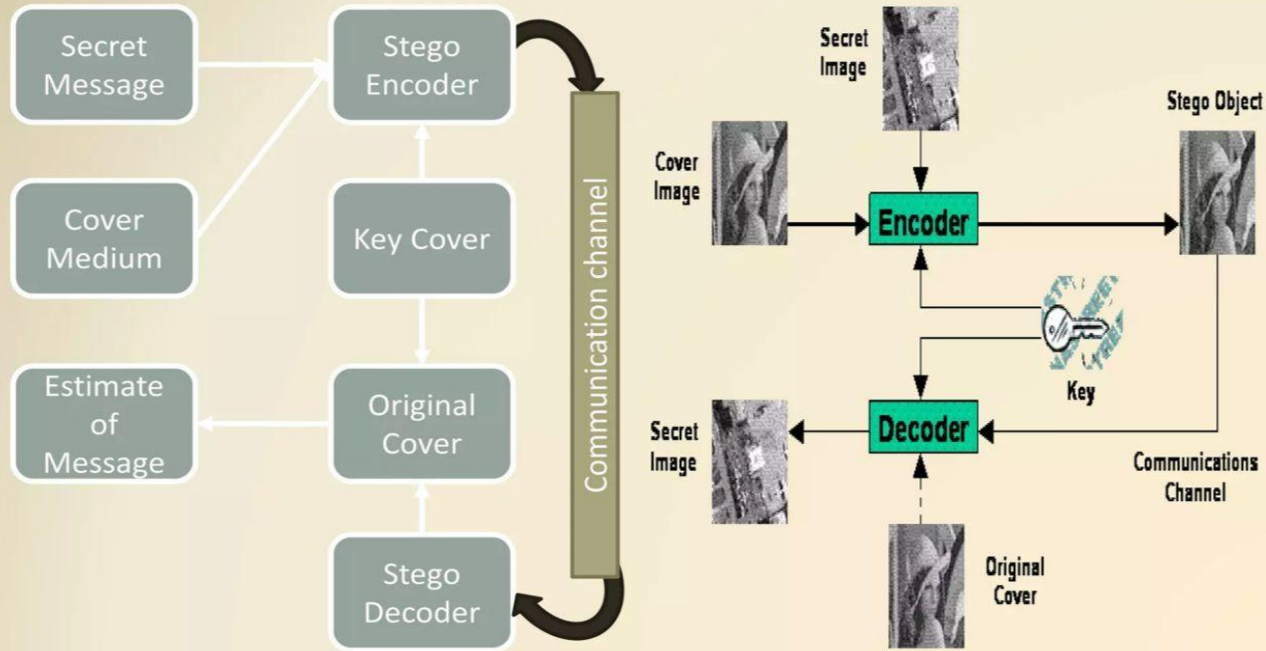 Secret
Message
Stego
Encoder
Cover
Medium
Key Cover
Estimate
of
Message
Original
Cover
Stego
Decoder
Communication channel
Secret
Image
Stego Object
Cover
Image
Encoder
Key
Secret
Image
Decoder
Communications
Channel
Original
Cover